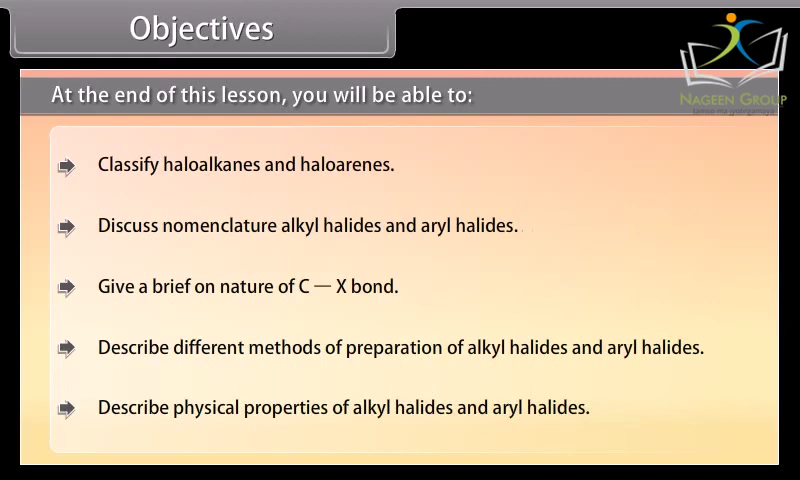 Objectives
NAGEEN GROUP
At the end of this lesson, you will be able to:
Classify haloalkanes and haloarenes.
Discuss nomenclature alkyl halides and aryl halides.
Give a brief on nature of C — X bond.
Describe different methods of preparation of alkyl halides and aryl halides.
Describe physical properties of alkyl halides and aryl halides.